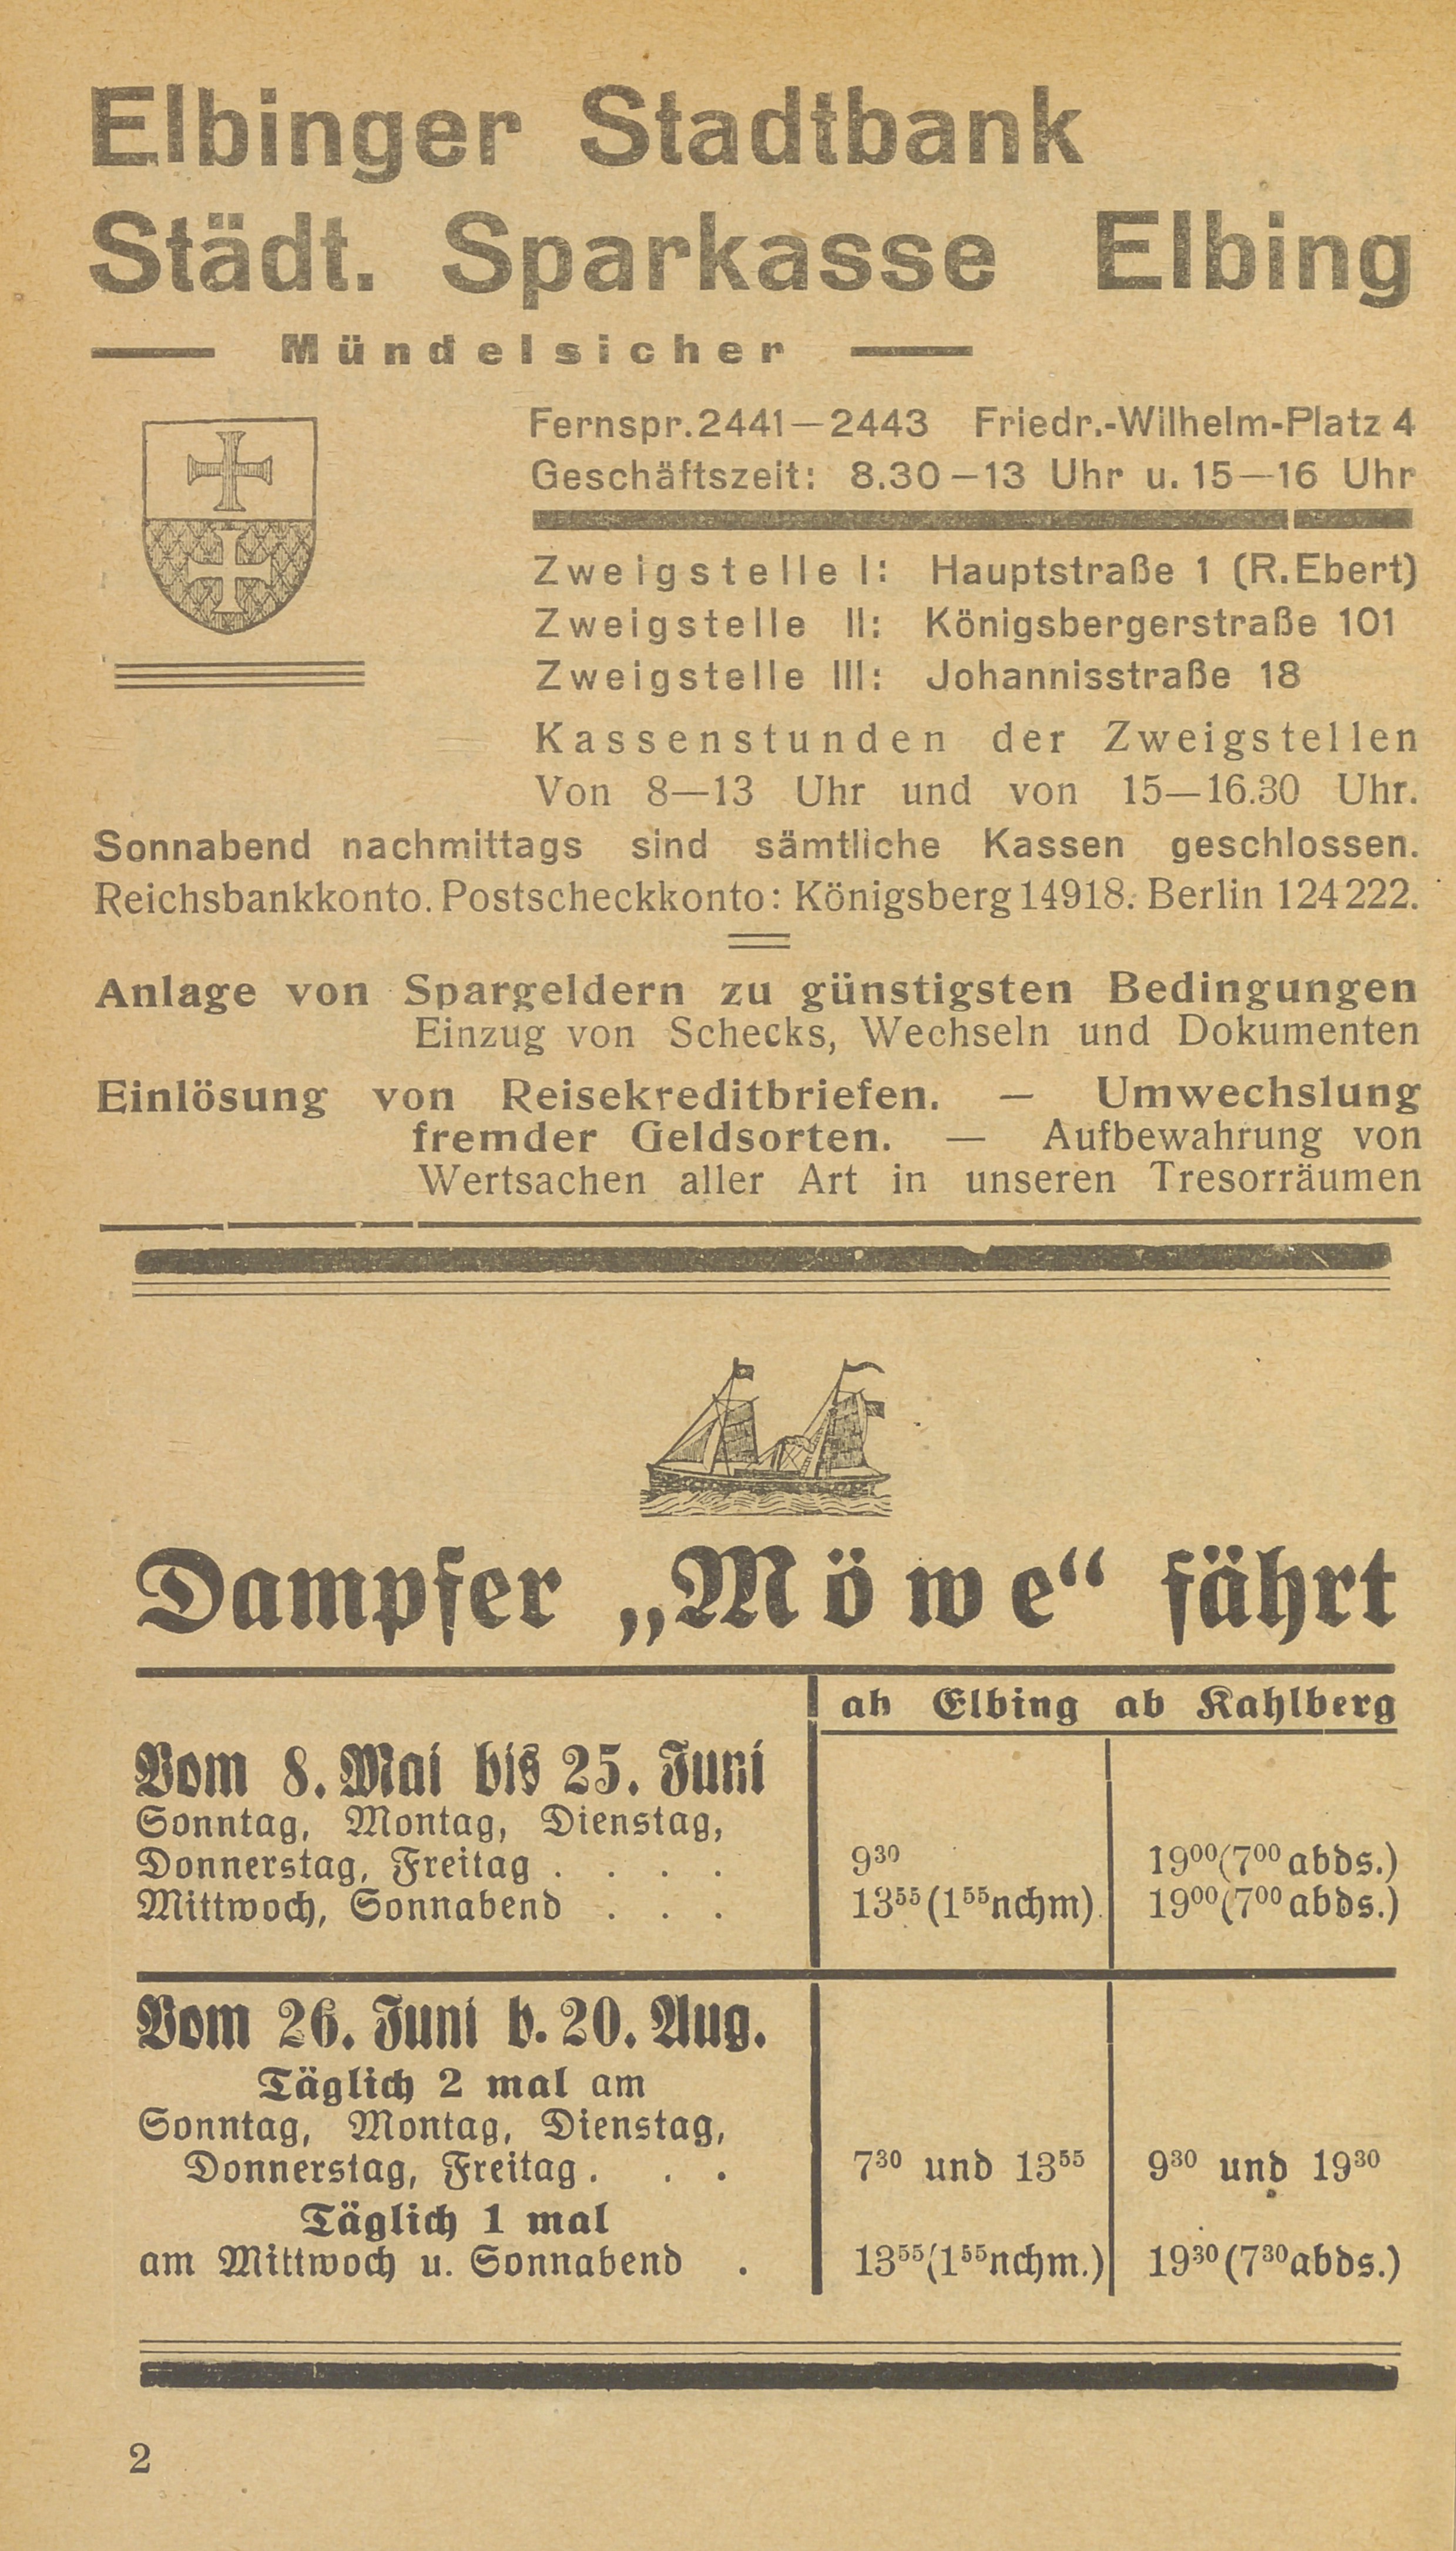 Elbinger Stadtbank
Städt. Sparkasse Elbing
Mündelsicher
Fernspr. 2441—2443 Friedr.-Wilhelm-Platz 4
Geschäftszeit: 8.30—13 Uhr u. 15—16 Uhr
Zweigstelle I: Hauptstraße 1 (R. Ebert)
Zweigstelle II: Königsbergerstraße 101
Zweigstelle III: Johannisstraße 18
Kassenstunden der Zweigstellen
Von 8—13 Uhr und von 15—16.30 Uhr.
Sonnabend nachmittags sind sämtliche Kassen geschlossen.
Reichsbankkonto. Postscheckkonto: Königsberg 14918. Berlin 124222.
Anlage von Spargeldern zu günstigsten Bedingungen
Einzug von Schecks, Wechseln und Dokumenten
Einlösung von Reisekreditbriefen. — Umwechslung
fremder Geldsorten. — Aufbewahrung von
Wertsachen aller Art in unseren Tresorräumen
Dampfer „Möwe“ fährt
ab Elbing ab Kahlberg
Vom 8. Mai bis 25. Juni
Sonntag, Montag, Dienstag,
Donnerstag, Freitag . . . . 9³⁰ 19⁰⁰(7⁰⁰ abds.)
Mittwoch, Sonnabend . . . 13⁵⁵(1⁵⁵nchm) 19⁰⁰(7⁰⁰ abds.)
Vom 26. Juni b. 20. Aug.
Täglich 2 mal am
Sonntag, Montag, Dienstag,
Donnerstag, Freitag . . . 7³⁰ und 13⁵⁵ 9³⁰ und 19³⁰
Täglich 1 mal
am Mittwoch u. Sonnabend . 13⁵⁵(1⁵⁵nchm.) 19³⁰(7³⁰abds.)
2